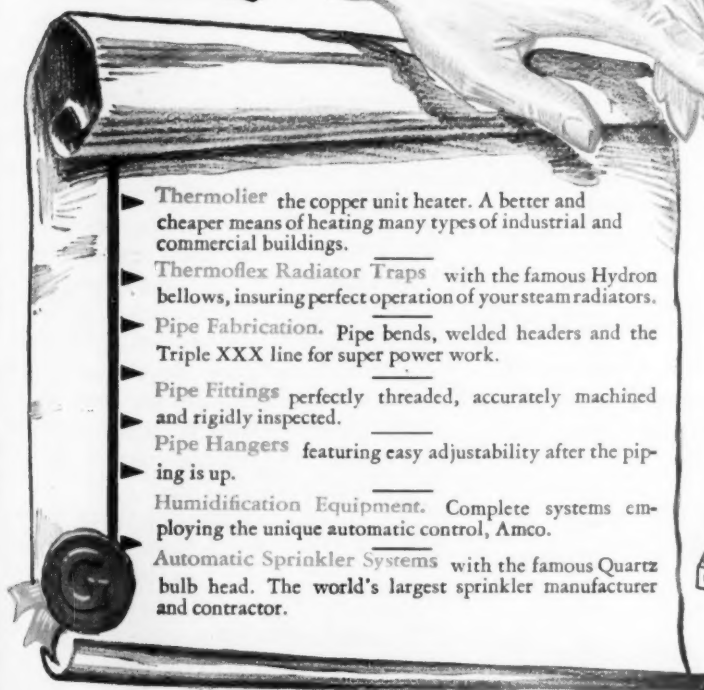 Thermolier the copper unit heater. A better and
cheaper means of heating many types of industrial and
commercial buildings.
Thermoflex Radiator Traps with the famous Hydron
bellows, insuring perfect operation of your steam radiators.
Pipe Fabrication. Pipe bends, welded headers and the
Triple XXX line for super power work.
Pipe Fittings perfectly threaded, accurately machined
and rigidly inspected.
Pipe Hangers featuring easy adjustability after the pip-
ing is up.
Humidification Equipment. Complete systems em-
ploying the unique automatic control, Amco.
Automatic Sprinkler Systems with the famous Quartz
bulb head. The world's largest sprinkler manufacturer
and contractor.
G